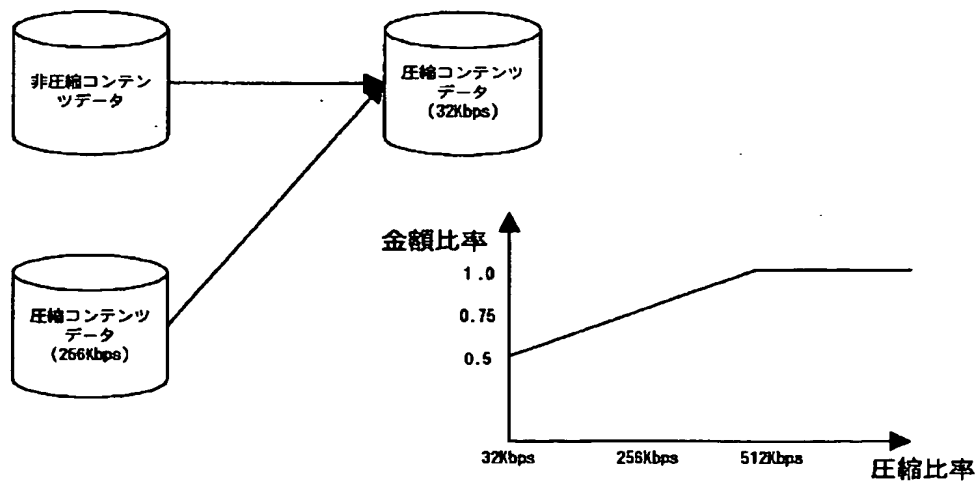 非圧縮コンテン
ツデータ
圧縮コンテンツ
データ
(32Kbps)
圧縮コンテンツ
データ
(256Kbps)
金額比率
1.0
0.75
0.5
32Kbps
256Kbps
512Kbps
圧縮比率